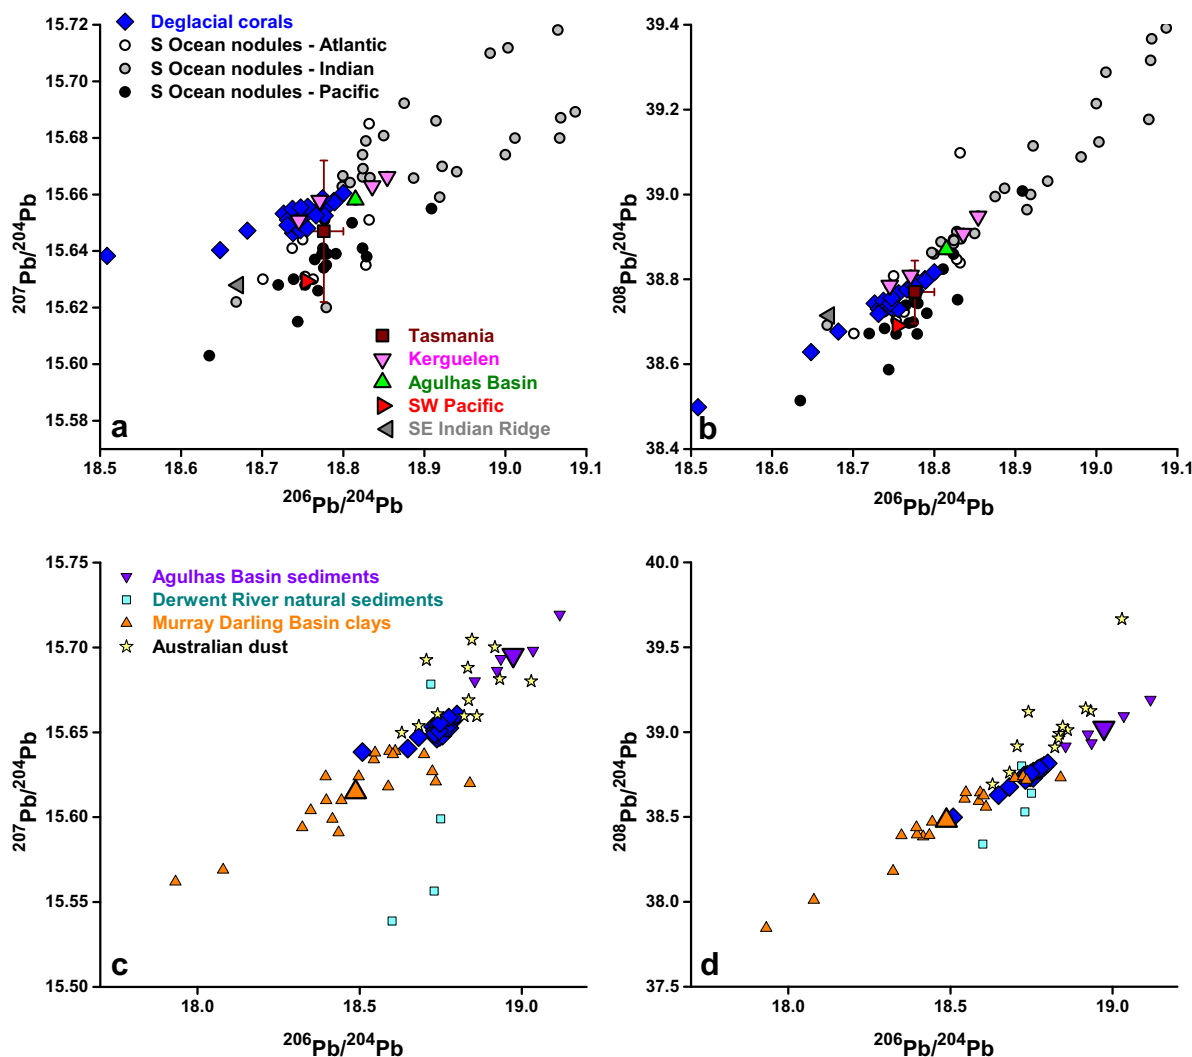 15.72
15.70
15.68
15.66
15.64
15.62
15.60
15.58
207Pb/204Pb
Deglacial corals
S Ocean nodules - Atlantic
S Ocean nodules - Indian
S Ocean nodules - Pacific
Tasmania
Kerguelen
Agulhas Basin
SW Pacific
SE Indian Ridge
a
18.5 18.6 18.7 18.8 18.9 19.0 19.1
206Pb/204Pb
39.4
39.2
39.0
38.8
38.6
38.4
208Pb/204Pb
b
18.5 18.6 18.7 18.8 18.9 19.0 19.1
206Pb/204Pb
15.75
15.70
15.65
15.60
15.55
15.50
207Pb/204Pb
Agulhas Basin sediments
Derwent River natural sediments
Murray Darling Basin clays
Australian dust
c
18.0 18.5 19.0
206Pb/204Pb
40.0
39.5
39.0
38.5
38.0
37.5
208Pb/204Pb
d
18.0 18.5 19.0
206Pb/204Pb